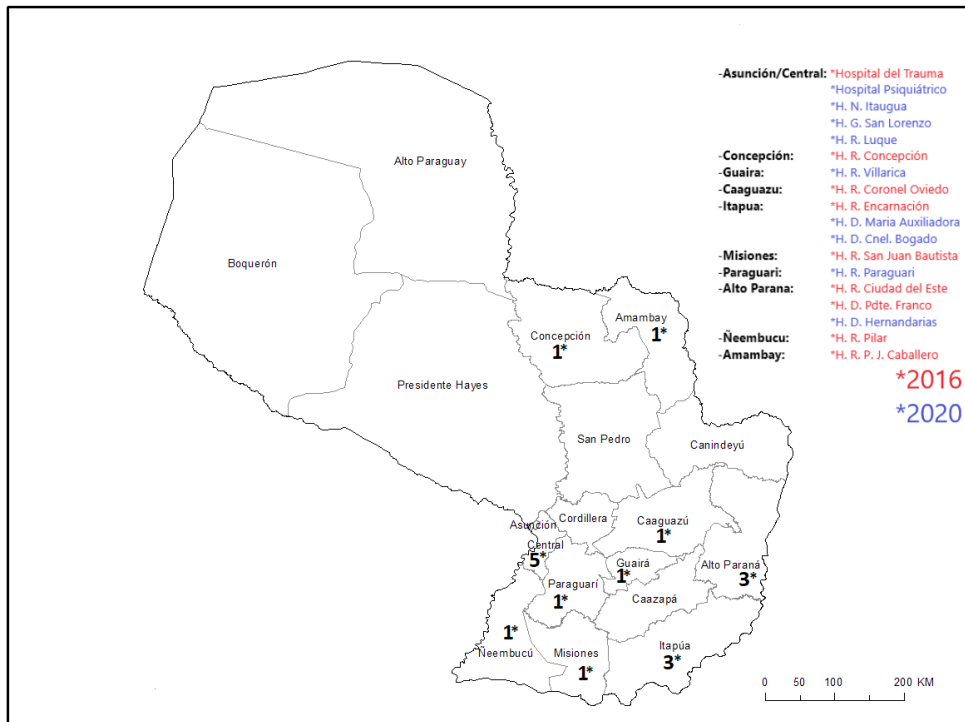 -Asunción/Central: *Hospital del Trauma
*Hospital Psiquiátrico
*H. N. Itaugua
*H. G. San Lorenzo
*H. R. Luque
-Concepción: *H. R. Concepción
-Guaira: *H. R. Villarica
-Caaguazu: *H. R. Coronel Oviedo
-Itapua: *H. R. Encarnación
*H. D. Maria Auxiliadora
*H. D. Cnel. Bogado
-Misiones: *H. R. San Juan Bautista
-Paraguari: *H. R. Paraguari
-Alto Parana: *H. R. Ciudad del Este
*H. D. Pdte. Franco
*H. D. Hernandarias
-Ñeembucu: *H. R. Pilar
-Amambay: *H. R. P. J. Caballero
*2016
*2020
Alto Paraguay
Boquerón
Concepción
1*
Amambay
1*
Presidente Hayes
San Pedro
Canindeyú
Asunción
Cordillera
Caaguazú
1*
Central
5*
Guairá
1*
Alto Paraná
3*
Paraguarí
1*
Caazapá
1*
Ñeembucú
Misiones
1*
Itapúa
3*
0 50 100 200 KM